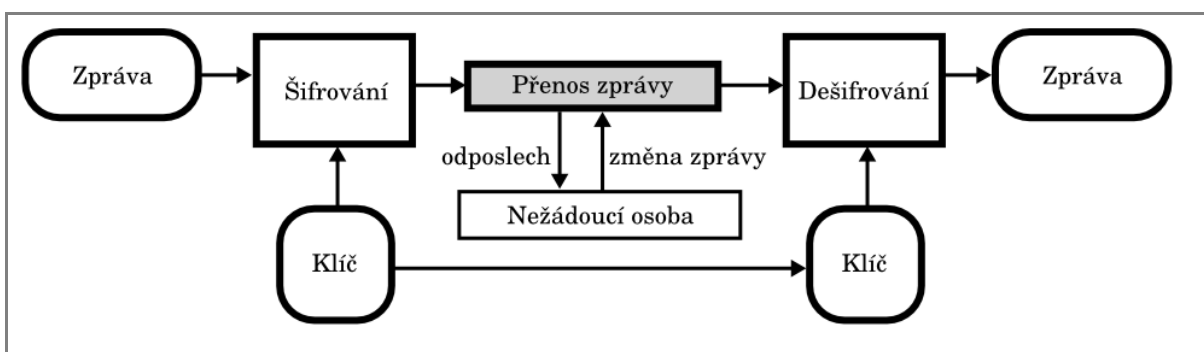 Zpráva
Šifrování
Přenos zprávy
Dešifrování
Zpráva
odposlech
změna zprávy
Nežádoucí osoba
Klíč
Klíč